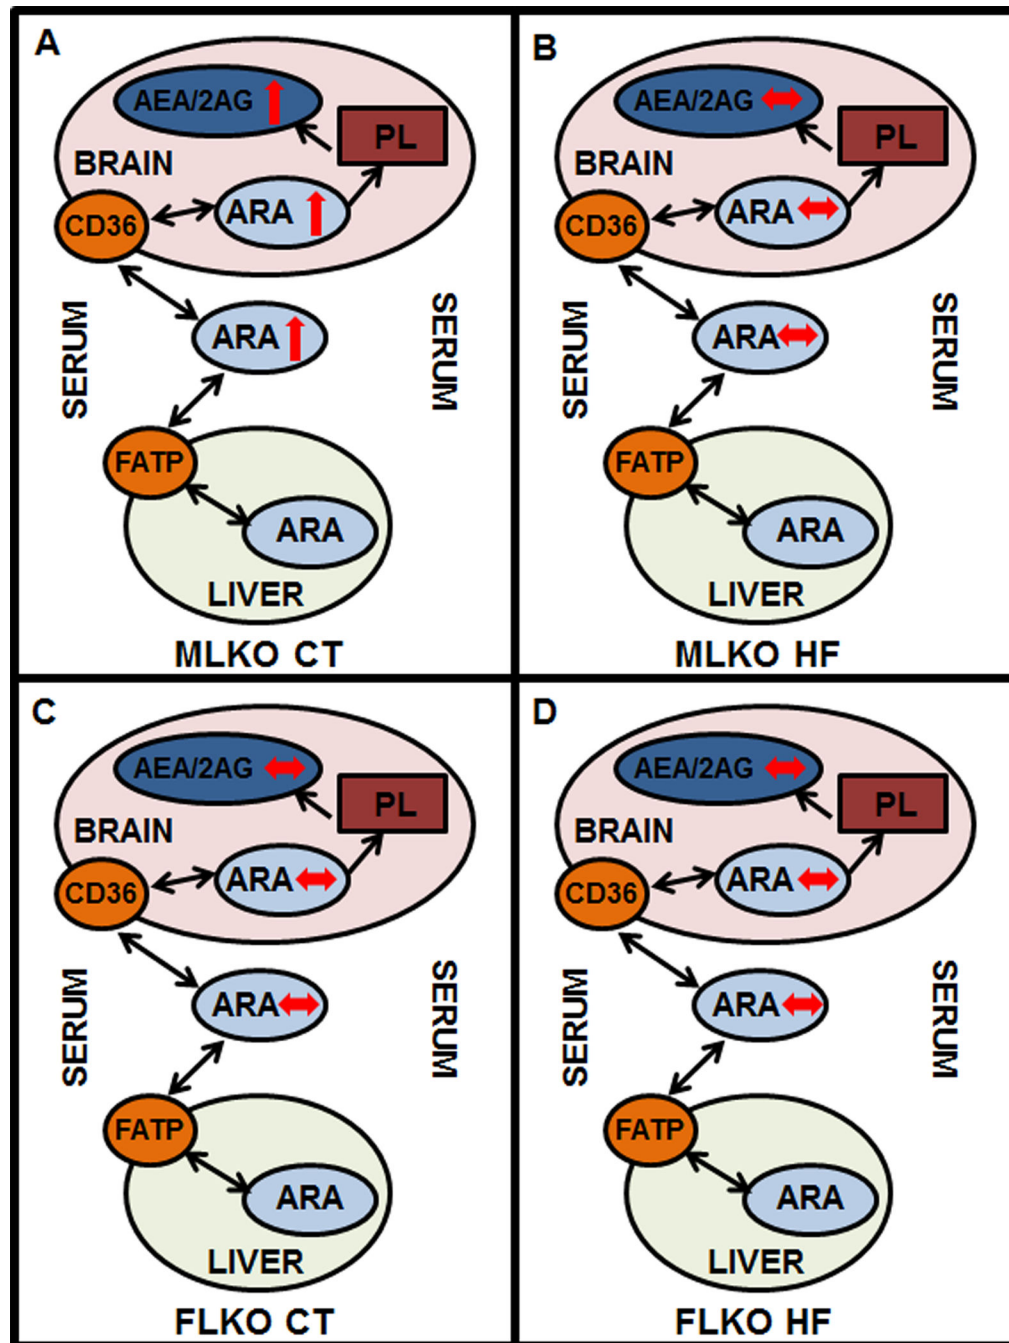 A
AEA/2AG
PL
BRAIN
CD36
ARA
SERUM
ARA
SERUM
FATP
ARA
LIVER
MLKO CT
B
AEA/2AG
PL
BRAIN
CD36
ARA
SERUM
ARA
SERUM
FATP
ARA
LIVER
MLKO HF
C
AEA/2AG
PL
BRAIN
CD36
ARA
SERUM
ARA
SERUM
FATP
ARA
LIVER
FLKO CT
D
AEA/2AG
PL
BRAIN
CD36
ARA
SERUM
ARA
SERUM
FATP
ARA
LIVER
FLKO HF